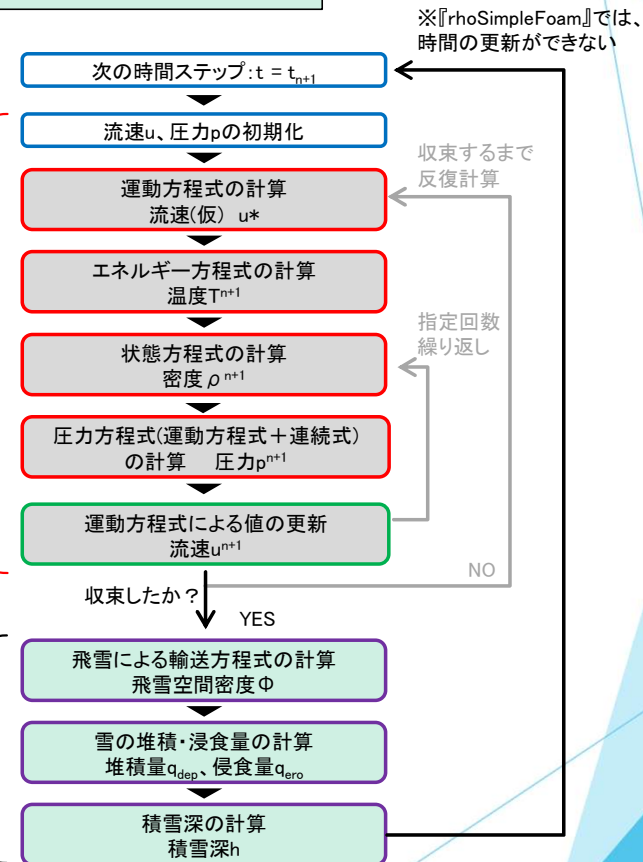 ※『rhoSimpleFoam』では、
時間の更新ができない
次の時間ステップ:t = tn+1
流速u、圧力pの初期化
収束するまで
反復計算
運動方程式の計算
流速(仮) u*
エネルギー方程式の計算
温度Tn+1
指定回数
繰り返し
状態方程式の計算
密度ρn+1
圧力方程式(運動方程式+連続式)
の計算 圧力pn+1
運動方程式による値の更新
流速un+1
NO
収束したか?
YES
飛雪による輸送方程式の計算
飛雪空間密度Φ
雪の堆積・浸食量の計算
堆積量qdep、侵食量qero
積雪深の計算
積雪深h